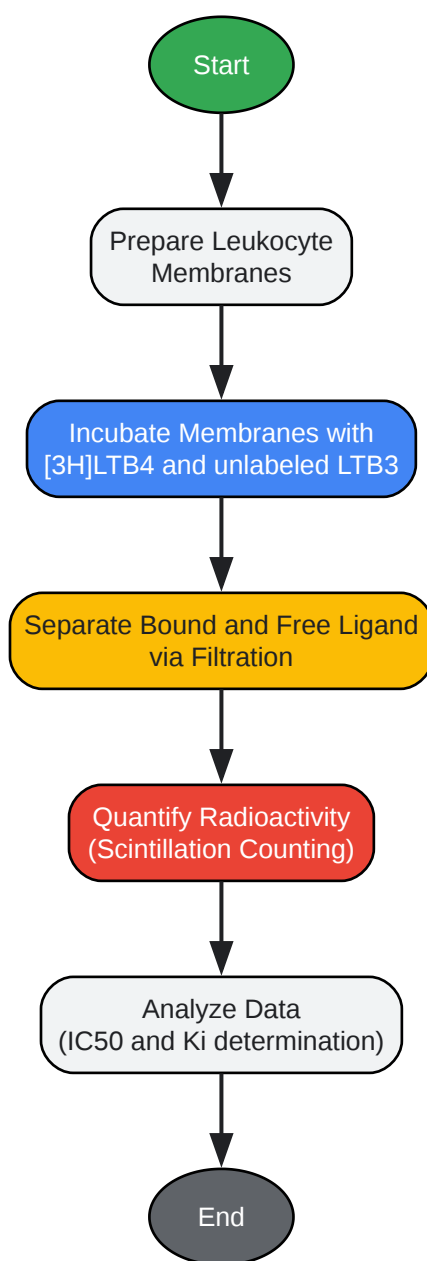 Start
Prepare Leukocyte
Membranes
Incubate Membranes with
[3H]LTB4 and unlabeled LTB3
Separate Bound and Free Ligand
via Filtration
Quantify Radioactivity
(Scintillation Counting)
Analyze Data
(IC50 and Ki determination)
End